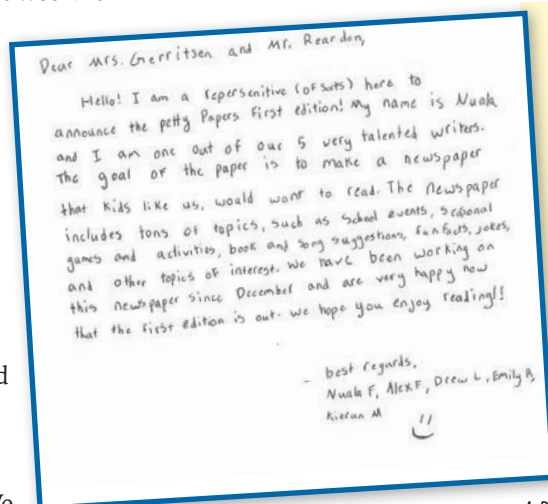 Dear Mrs. Gerritsen and Mr. Reardon,
Hello! I am a repersenitive (of sorts) here to
announce the petty Papers First edition! My name is Nuala
and I am one out of our 5 very talented writers.
The goal of the paper is to make a newspaper
that kids like us, would want to read. The newspaper
includes tons of topics, such as school events, seasonal
games and activities, book and song suggestions, fun facts, jokes,
and other topics of interest. We have been working on
this newspaper since December and are very happy now
that the first edition is out. we hope you enjoy reading!!
- best regards,
Nuala F, Alex F, Drew L, Emily R,
Kieran M